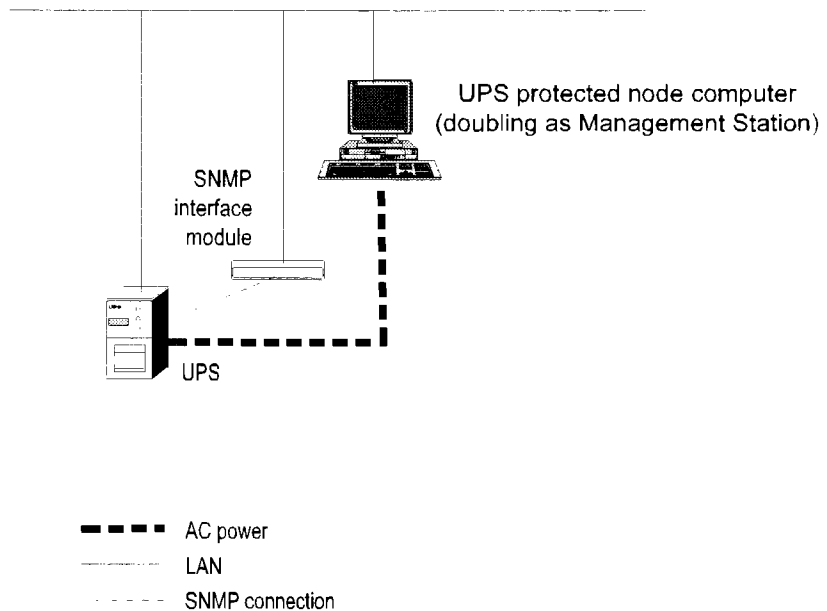 UPS protected node computer
(doubling as Management Station)
SNMP
interface
module
UPS
AC power
LAN
SNMP connection